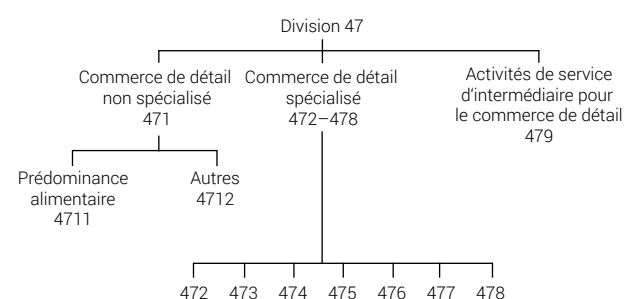 Division 47
Commerce de détail
non spécialisé
471
Commerce de détail
spécialisé
472–478
Activités de service
d'intermédiaire pour
le commerce de détail
479
Prédominance
alimentaire
4711
Autres
4712
472 473 474 475 476 477 478